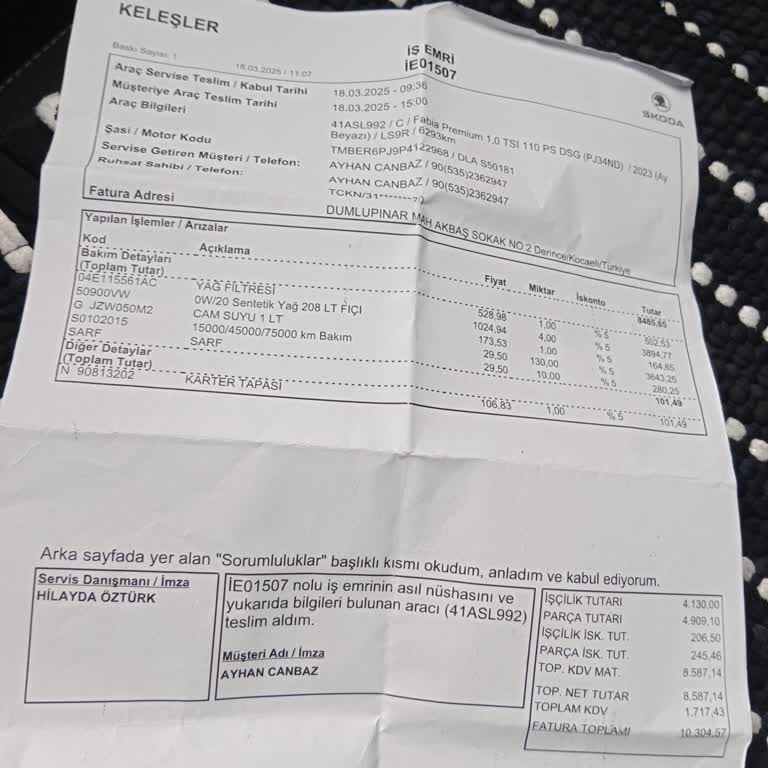 KELEŞLER
Baskı Sayısı: 1
18.03.2025 / 11:07
İŞ EMRİ
İE01507
SKODA
Araç Servise Teslim / Kabul Tarihi 18.03.2025 - 09:36
Müşteriye Araç Teslim Tarihi 18.03.2025 - 15:00
Araç Bilgileri 41ASL992 / C / Fabia Premium 1.0 TSI 110 PS DSG (PJ34ND) / 2023 (Ay
Beyazı) / LS9R / 6293km
Şasi / Motor Kodu TMBER6PJ9P4122968 / DLA S50181
Servise Getiren Müşteri / Telefon: AYHAN CANBAZ / 90(535)2362947
Ruhsat Sahibi / Telefon: AYHAN CANBAZ / 90(535)2362947
TCKN/31********70
Fatura Adresi DUMLUPINAR MAH AKBAŞ SOKAK NO:2 Derince/Kocaeli/Türkiye
Yapılan İşlemler / Arızalar
Kod Açıklama Fiyat Miktar İskonto Tutar
Bakım Detayları
(Toplam Tutar) 8485,65
04E115561AC YAĞ FİLTRESİ 528,98 1,00 % 5 502,53
50900VW 0W/20 Sentetik Yağ 208 LT FIÇI 1024,94 4,00 % 5 3894,77
G JZW050M2 CAM SUYU 1 LT 173,53 1,00 % 5 164,85
S0102015 15000/45000/75000 km Bakım 29,50 130,00 % 5 3643,25
SARF SARF 29,50 10,00 % 5 280,25
Diğer Detaylar
(Toplam Tutar) 101,49
N 90813202 KARTER TAPASI 106,83 1,00 % 5 101,49
Arka sayfada yer alan "Sorumluluklar" başlıklı kısmı okudum, anladım ve kabul ediyorum.
Servis Danışmanı / İmza
HİLAYDA ÖZTÜRK
İE01507 nolu iş emrinin asıl nüshasını ve
yukarıda bilgileri bulunan aracı (41ASL992)
teslim aldım.
Müşteri Adı / İmza
AYHAN CANBAZ
İŞÇİLİK TUTARI 4.130,00
PARÇA TUTARI 4.909,10
İŞÇİLİK İSK. TUT. 206,50
PARÇA İSK. TUT. 245,46
TOP. KDV MAT. 8.587,14
TOP. NET TUTAR 8.587,14
TOPLAM KDV 1.717,43
FATURA TOPLAMI 10.304,57